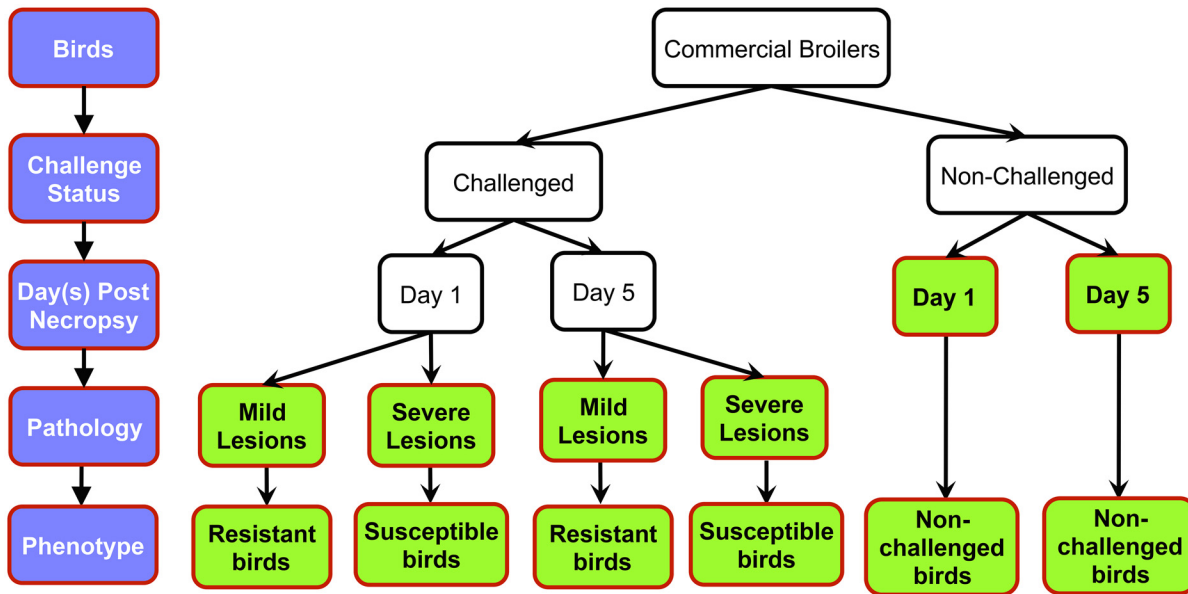 Birds
Commercial Broilers
Challenge
Status
Challenged
Non-Challenged
Day(s) Post
Necropsy
Day 1
Day 5
Day 1
Day 5
Pathology
Mild
Lesions
Severe
Lesions
Mild
Lesions
Severe
Lesions
Phenotype
Resistant
birds
Susceptible
birds
Resistant
birds
Susceptible
birds
Non-
challenged
birds
Non-
challenged
birds